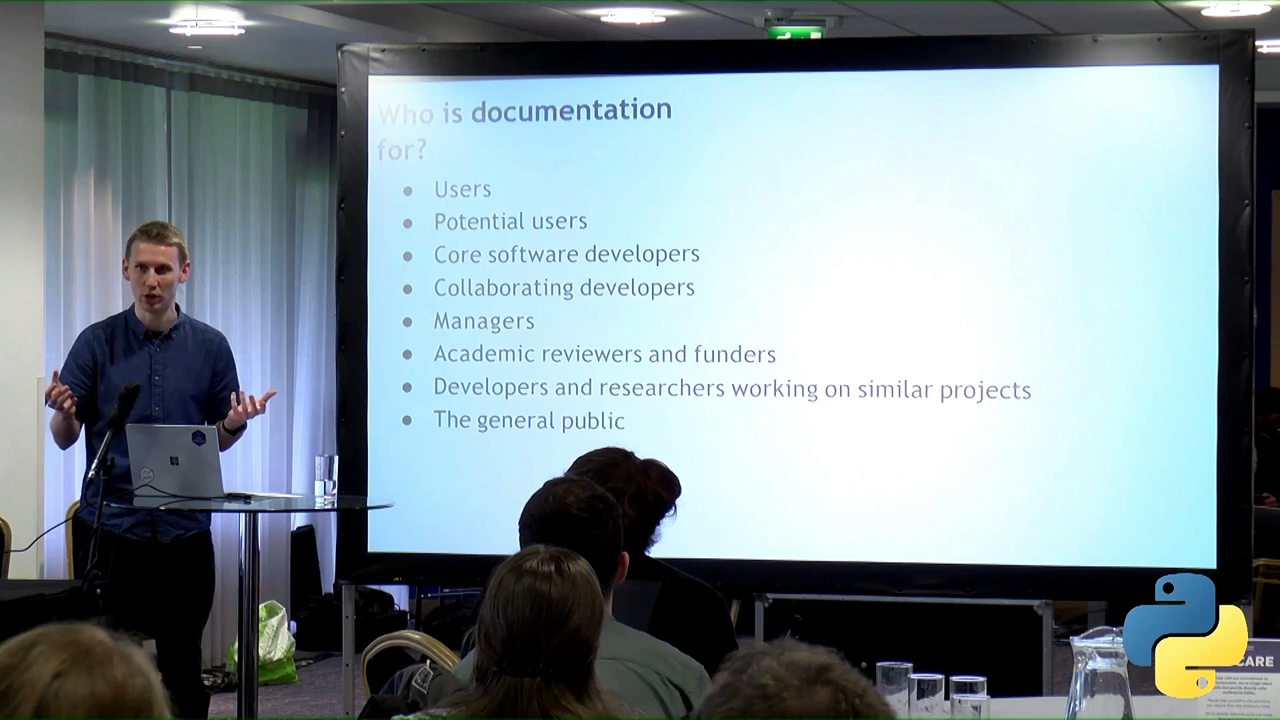 Who is documentation
for?
Users
Potential users
Core software developers
Collaborating developers
Managers
Academic reviewers and funders
Developers and researchers working on similar projects
The general public
CARE